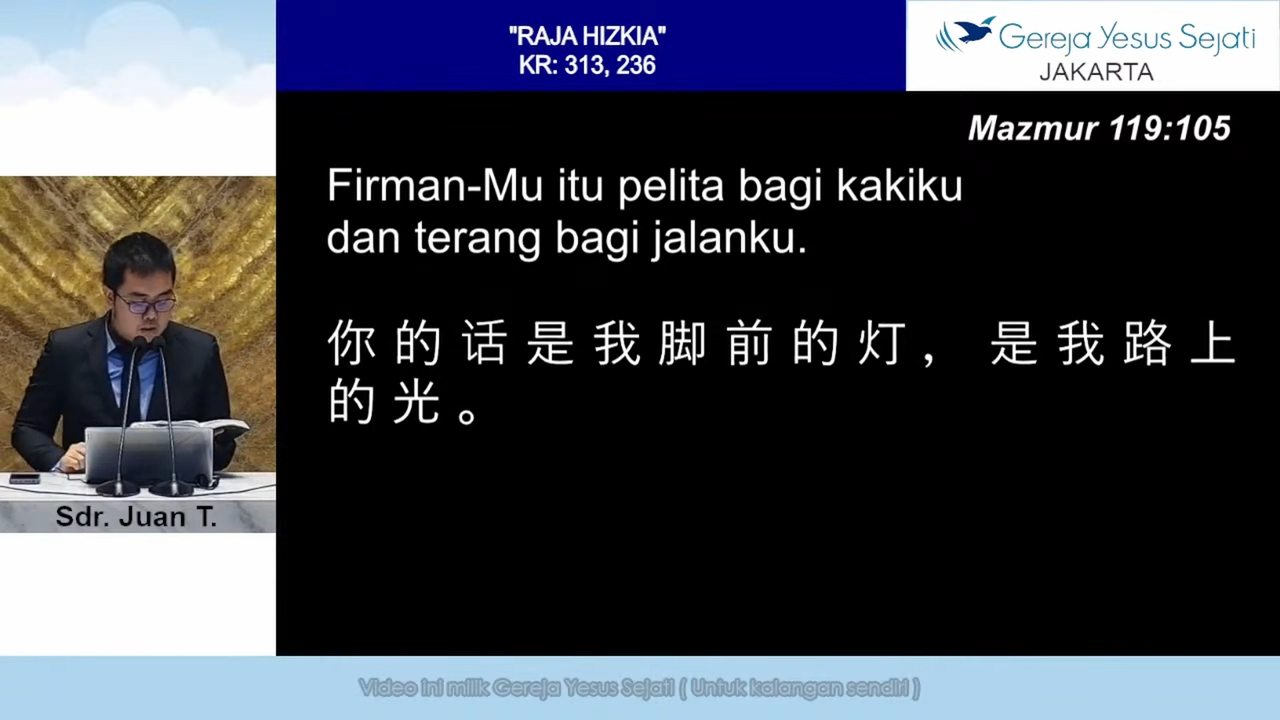 "RAJA HIZKIA"
KR: 313, 236
Gereja Yesus Sejati
JAKARTA
Mazmur 119:105
Firman-Mu itu pelita bagi kakiku
dan terang bagi jalanku.
你的话是我脚前的灯， 是我路上
的光。
Sdr. Juan T.
Video ini milik Gereja Yesus Sejati ( Untuk kalangan sendiri )